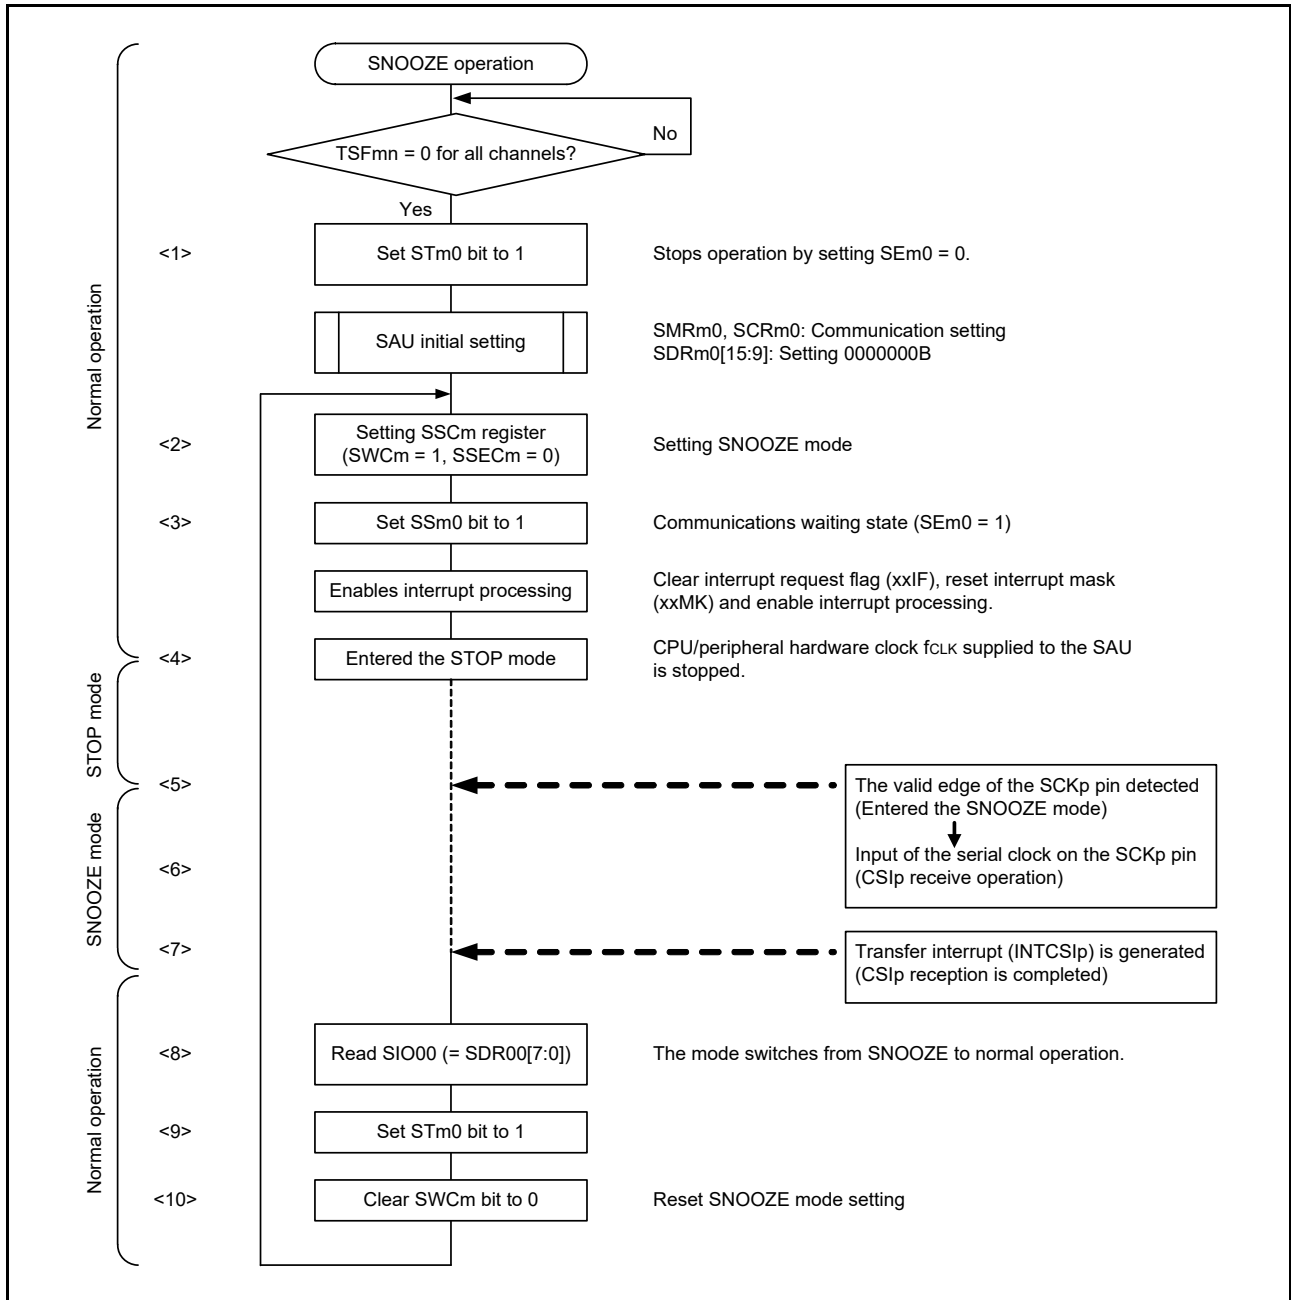 SNOOZE operation
No
TSFmn = 0 for all channels?
Yes
<1>
Set STm0 bit to 1
Stops operation by setting SEm0 = 0.
Normal operation
SAU initial setting
SMRm0, SCRm0: Communication setting
SDRm0[15:9]: Setting 0000000B
<2>
Setting SSCm register
(SWCm = 1, SSECm = 0)
Setting SNOOZE mode
<3>
Set SSm0 bit to 1
Communications waiting state (SEm0 = 1)
Enables interrupt processing
Clear interrupt request flag (xxIF), reset interrupt mask
(xxMK) and enable interrupt processing.
<4>
Entered the STOP mode
CPU/peripheral hardware clock fCLK supplied to the SAU
is stopped.
STOP mode
<5>
The valid edge of the SCKp pin detected
(Entered the SNOOZE mode)
SNOOZE mode
<6>
Input of the serial clock on the SCKp pin
(CSIp receive operation)
<7>
Transfer interrupt (INTCSIp) is generated
(CSIp reception is completed)
Normal operation
<8>
Read SIO00 (= SDR00[7:0])
The mode switches from SNOOZE to normal operation.
<9>
Set STm0 bit to 1
<10>
Clear SWCm bit to 0
Reset SNOOZE mode setting